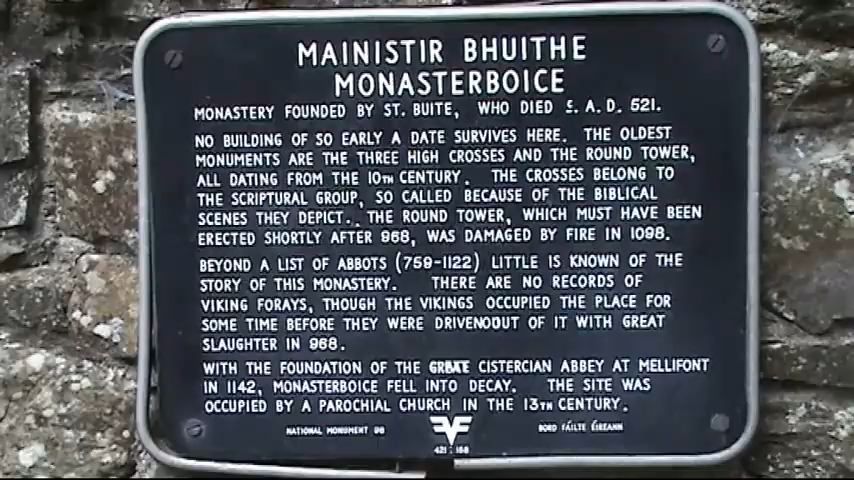 MAINISTIR BHUITHE
MONASTERBOICE
MONASTERY FOUNDED BY ST. BUITE, WHO DIED C. A.D. 521.
NO BUILDING OF SO EARLY A DATE SURVIVES HERE. THE OLDEST
MONUMENTS ARE THE THREE HIGH CROSSES AND THE ROUND TOWER,
ALL DATING FROM THE 10TH CENTURY. THE CROSSES BELONG TO
THE SCRIPTURAL GROUP, SO CALLED BECAUSE OF THE BIBLICAL
SCENES THEY DEPICT. THE ROUND TOWER, WHICH MUST HAVE BEEN
ERECTED SHORTLY AFTER 968, WAS DAMAGED BY FIRE IN 1098.
BEYOND A LIST OF ABBOTS (759-1122) LITTLE IS KNOWN OF THE
STORY OF THIS MONASTERY. THERE ARE NO RECORDS OF
VIKING FORAYS, THOUGH THE VIKINGS OCCUPIED THE PLACE FOR
SOME TIME BEFORE THEY WERE DRIVENOOUT OF IT WITH GREAT
SLAUGHTER IN 968.
WITH THE FOUNDATION OF THE GREAT CISTERCIAN ABBEY AT MELLIFONT
IN 1142, MONASTERBOICE FELL INTO DECAY. THE SITE WAS
OCCUPIED BY A PAROCHIAL CHURCH IN THE 13TH CENTURY.
NATIONAL MONUMENT 98 BORD FÁILTE ÉIREANN
421:168